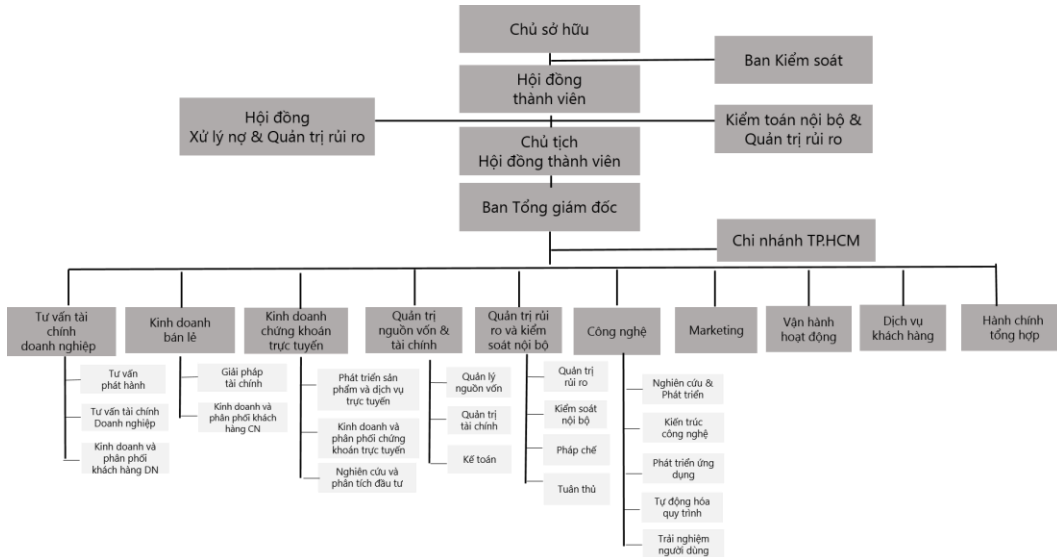 Chủ sở hữu
Ban Kiểm soát
Hội đồng
thành viên
Hội đồng
Xử lý nợ & Quản trị rủi ro
Kiểm toán nội bộ &
Quản trị rủi ro
Chủ tịch
Hội đồng thành viên
Ban Tổng giám đốc
Chi nhánh TP.HCM
Tư vấn tài
chính
doanh nghiệp
Kinh doanh
bán lẻ
Kinh doanh
chứng khoán
trực tuyến
Quản trị
nguồn vốn &
tài chính
Quản trị rủi
ro và kiểm
soát nội bộ
Công nghệ
Marketing
Vận hành
hoạt động
Dịch vụ
khách hàng
Hành chính
tổng hợp
Tư vấn
phát hành
Tư vấn tài chính
Doanh nghiệp
Kinh doanh và
phân phối
khách hàng DN
Giải pháp
tài chính
Kinh doanh và
phân phối khách
hàng CN
Phát triển sản
phẩm và dịch vụ
trực tuyến
Kinh doanh và
phân phối chứng
khoán trực tuyến
Nghiên cứu và
phân tích đầu tư
Quản lý
nguồn vốn
Quản trị
tài chính
Kế toán
Quản trị
rủi ro
Kiểm soát
nội bộ
Pháp chế
Tuân thủ
Nghiên cứu &
Phát triển
Kiến trúc
công nghệ
Phát triển ứng
dụng
Tự động hóa
quy trình
Trải nghiệm
người dùng